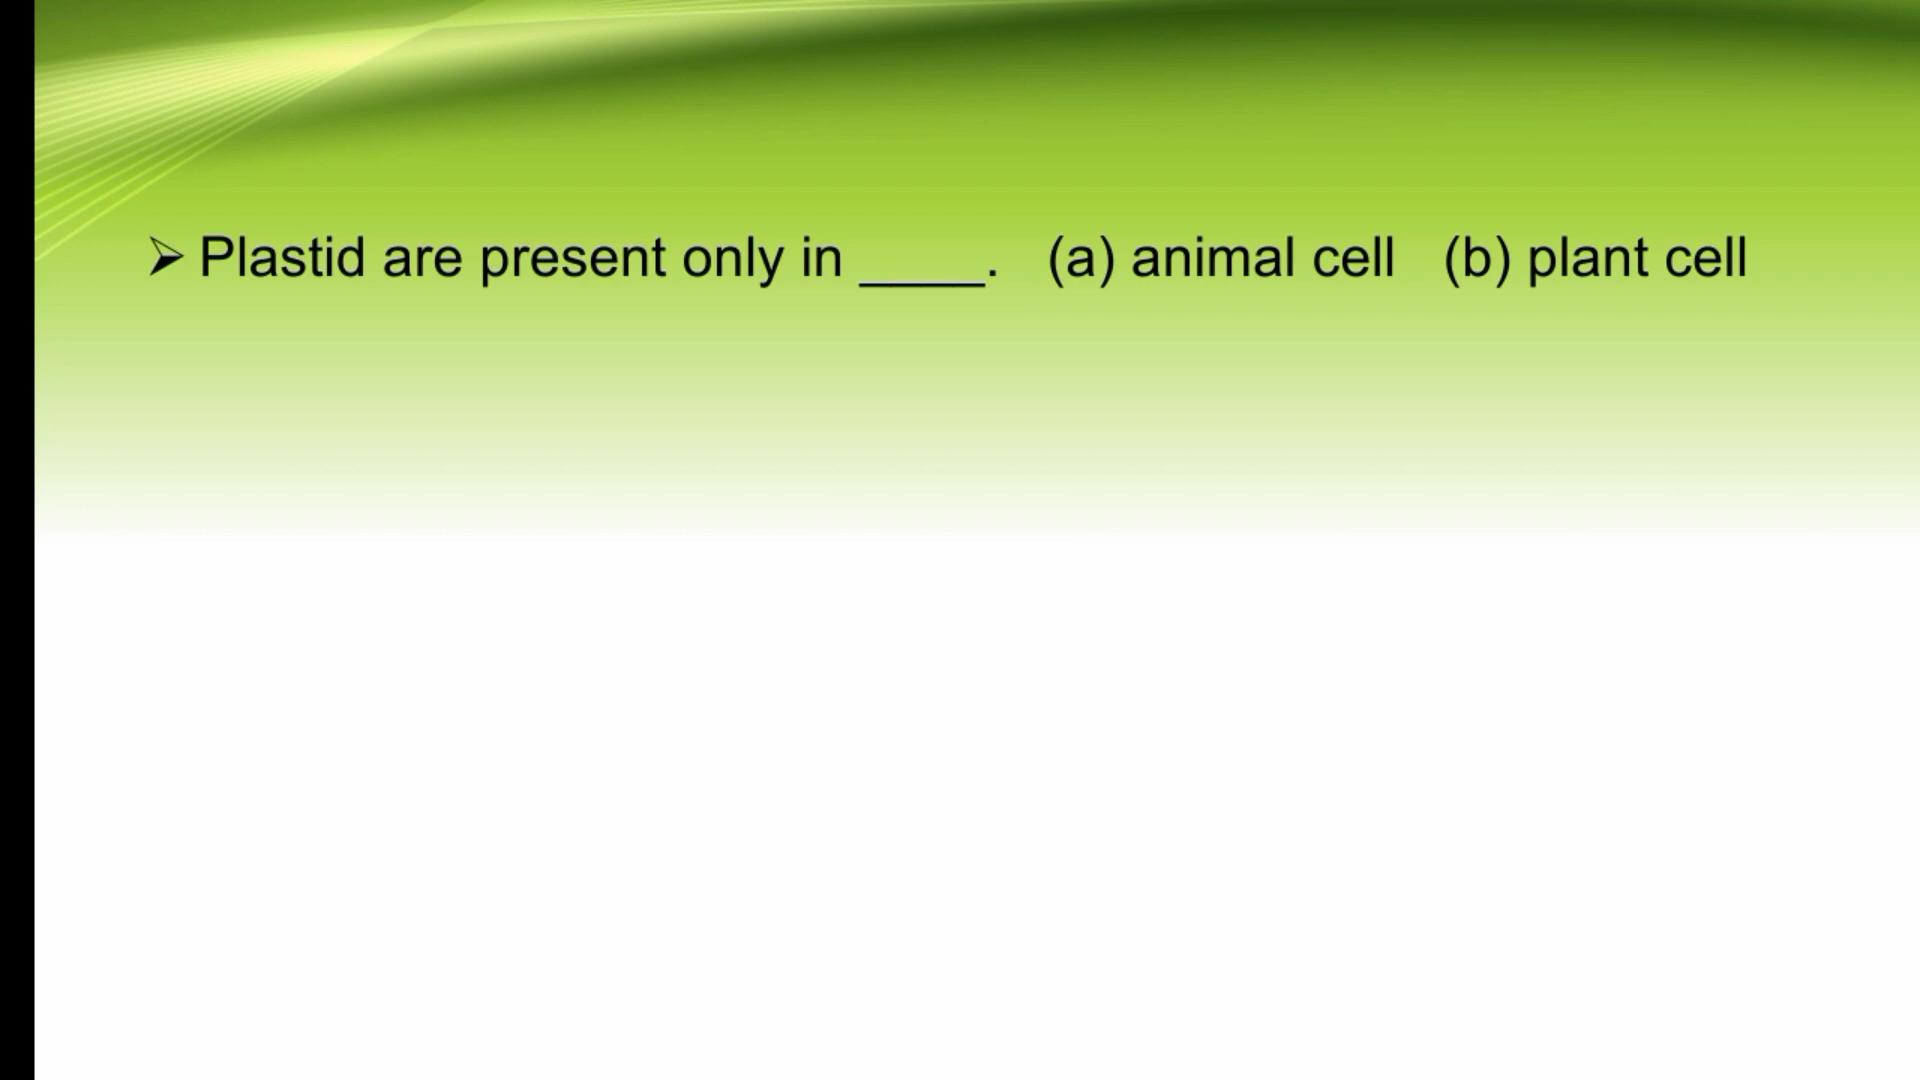 ➢ Plastid are present only in ____. (a) animal cell (b) plant cell